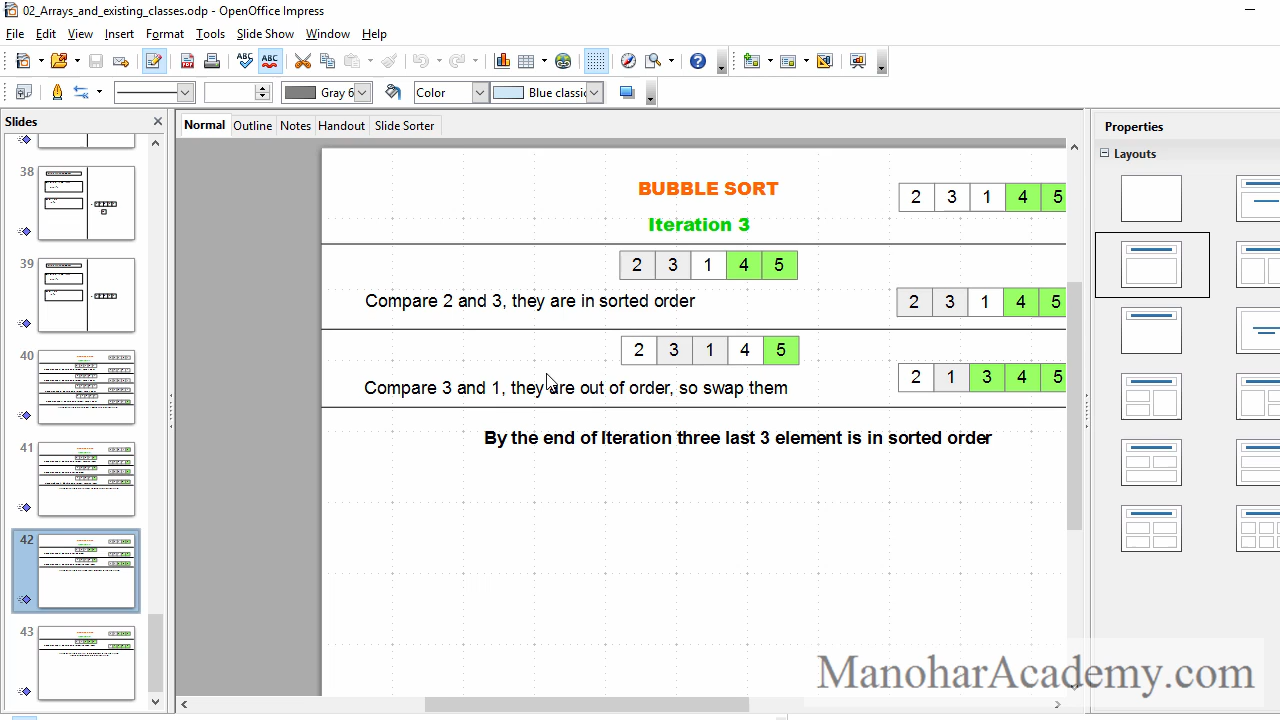 02_Arrays_and_existing_classes.odp - OpenOffice Impress
File Edit View Insert Format Tools Slide Show Window Help
Gray 6 Color Blue classic
Slides
Normal Outline Notes Handout Slide Sorter
Properties
Layouts
38
39
40
41
42
43
BUBBLE SORT
2 3 1 4 5
Iteration 3
2 3 1 4 5
Compare 2 and 3, they are in sorted order
2 3 1 4 5
2 3 1 4 5
Compare 3 and 1, they are out of order, so swap them
2 1 3 4 5
By the end of Iteration three last 3 element is in sorted order
ManoharAcademy.com